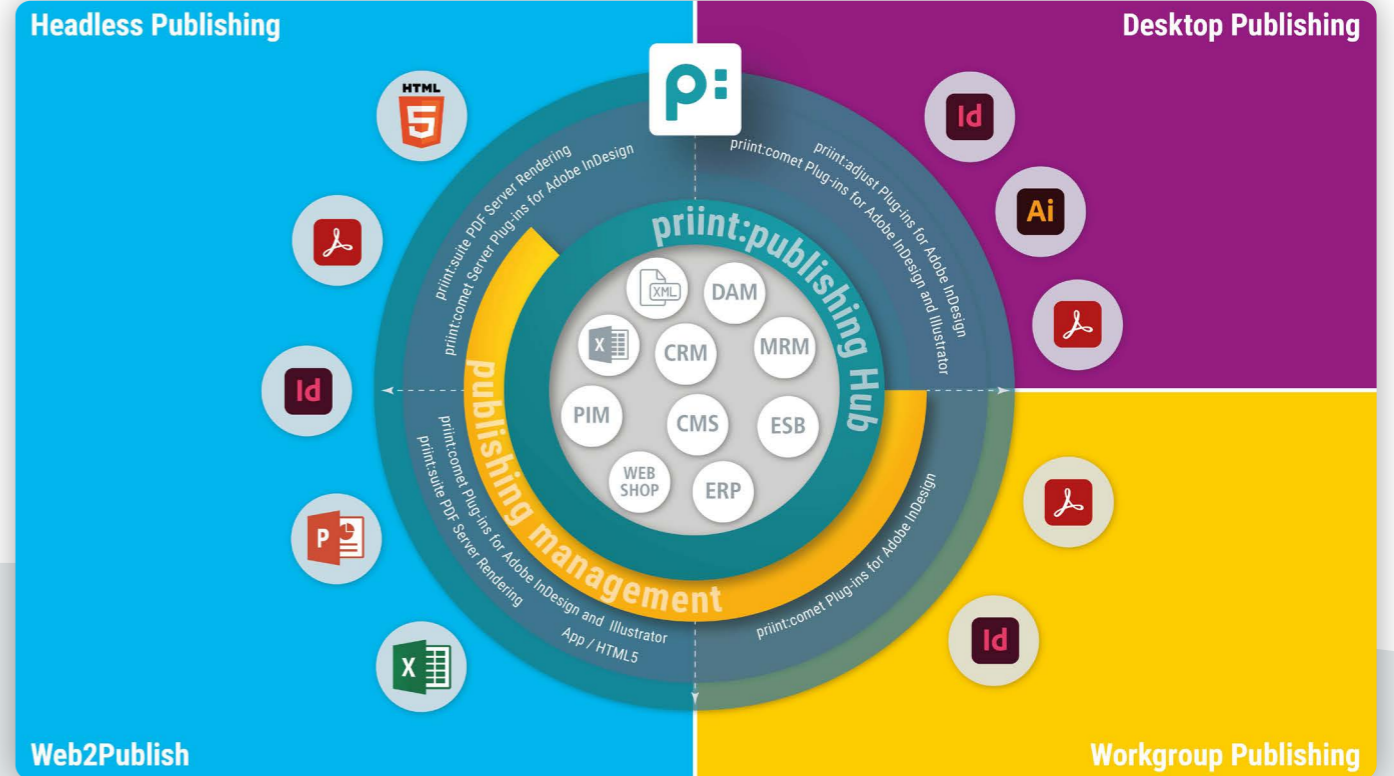 Headless Publishing
Desktop Publishing
p:
HTML
5
Id
Ai
priint:suite PDF Server Rendering
priint:comet Server Plug-ins for Adobe InDesign
priint:adjust Plug-ins for Adobe InDesign
priint:comet Plug-ins for Adobe InDesign and Illustrator
priint:publishing Hub
XML
DAM
X
CRM
MRM
PIM
CMS
ESB
WEB
SHOP
ERP
Id
publishing management
priint:comet Plug-ins for Adobe InDesign and Illustrator
priint:suite PDF Server Rendering
App / HTML5
priint:comet Plug-ins for Adobe InDesign
P
Id
X
Web2Publish
Workgroup Publishing